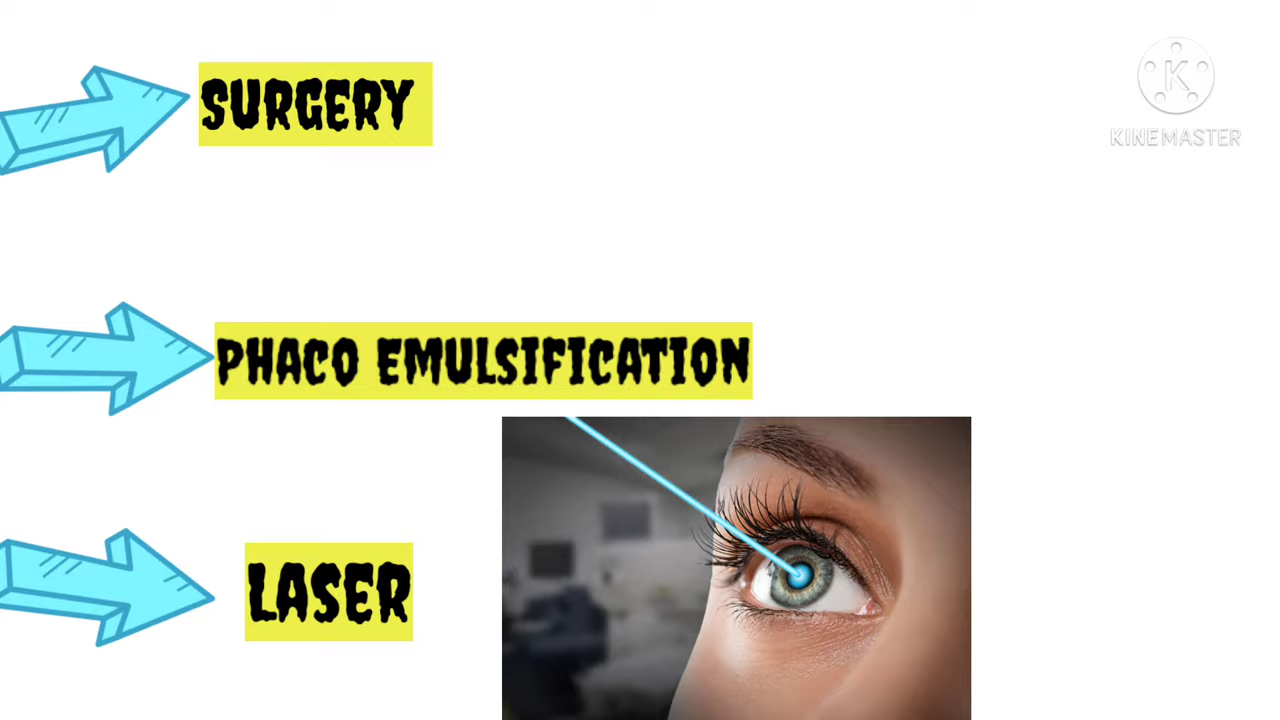 SURGERY
K
KINEMASTER
PHACO EMULSIFICATION
LASER